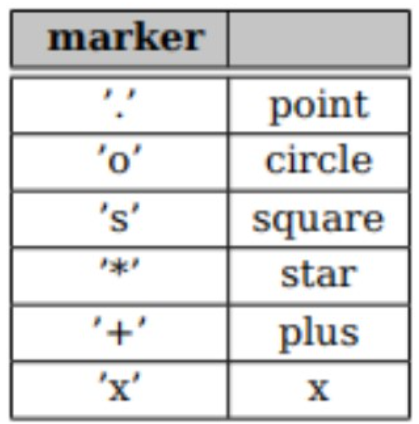 marker
′.′ point
′o′ circle
′s′ square
′*′ star
′+′ plus
′x′ x